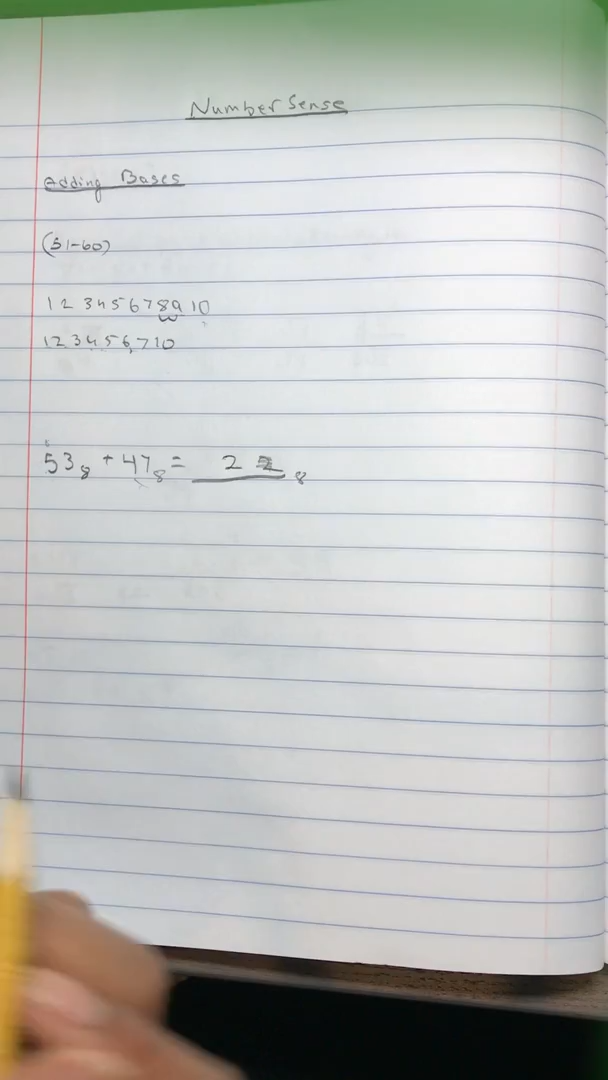 Number Sense
Adding Bases
(51-60)
1 2 3 4 5 6 7 8 9 10
1 2 3 4 5 6 7 10
53₈ + 47₈ = 2 2 ₈